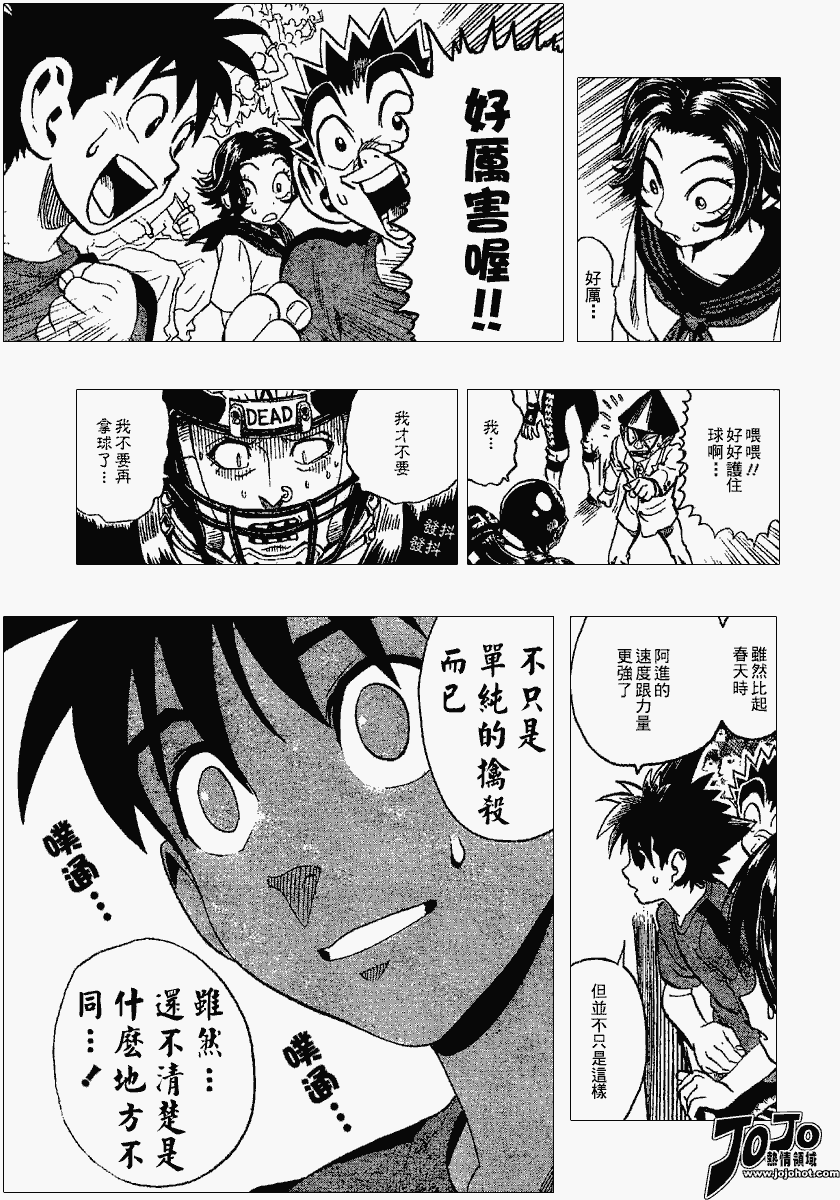 好厲…
好厲害喔!!
喂喂!!
好好護住
球啊…
我…
我才不要
DEAD
發抖
發抖
我不要再
拿球了…
雖然比起
春天時
阿進的
速度跟力量
更強了
但並不只是這樣
不只是
單純的擒殺
而已
噗通…
噗通…
雖然…
還不清楚是
什麼地方不
同…！
JOJO
熱情領域
www.jojohot.com